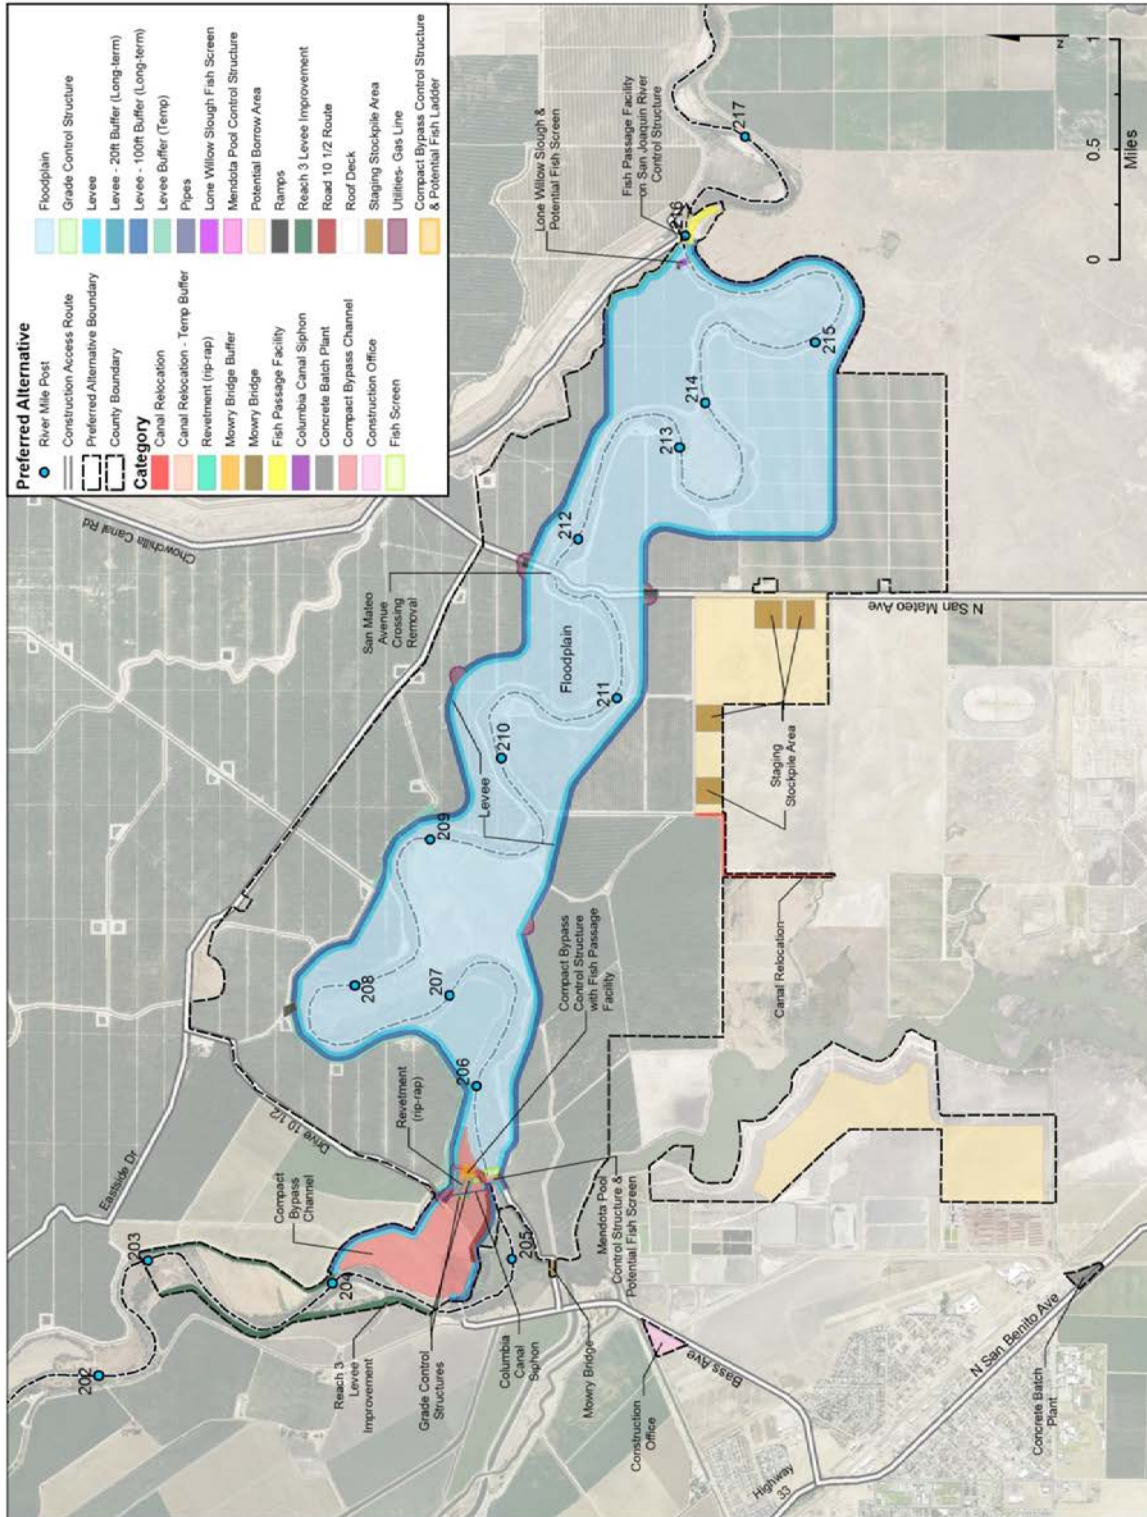 Preferred Alternative
River Mile Post
Construction Access Route
Preferred Alternative Boundary
County Boundary
Category
Canal Relocation
Canal Relocation - Temp Buffer
Revetment (rip-rap)
Mowry Bridge Buffer
Mowry Bridge
Fish Passage Facility
Columbia Canal Siphon
Concrete Batch Plant
Compact Bypass Channel
Construction Office
Fish Screen
Floodplain
Grade Control Structure
Levee
Levee - 20ft Buffer (Long-term)
Levee - 100ft Buffer (Long-term)
Levee Buffer (Temp)
Pipes
Lone Willow Slough Fish Screen
Mendota Pool Control Structure
Potential Borrow Area
Ramps
Reach 3 Levee Improvement
Road 10 1/2 Route
Roof Deck
Staging Stockpile Area
Utilities- Gas Line
Compact Bypass Control Structure
& Potential Fish Ladder
Eastside Dr
Drive 10 1/2
Chowchilla Canal Rd
202
203
204
205
206
207
208
209
210
211
212
213
214
215
216
217
Compact
Bypass
Channel
Revetment
(rip-rap)
Reach 3
Levee
Improvement
Grade Control
Structures
Columbia
Canal
Siphon
Mowry Bridge
Mendota Pool
Control Structure &
Potential Fish Screen
Compact Bypass
Control Structure
with Fish Passage
Facility
Levee
Floodplain
San Mateo
Avenue
Crossing
Removal
Lone Willow Slough &
Potential Fish Screen
Fish Passage Facility
on San Joaquin River
Control Structure
Construction
Office
Bass Ave
Highway
33
N San Benito Ave
Concrete Batch
Plant
Canal Relocation
Staging
Stockpile Area
N San Mateo Ave
N
0
0.5
1
Miles